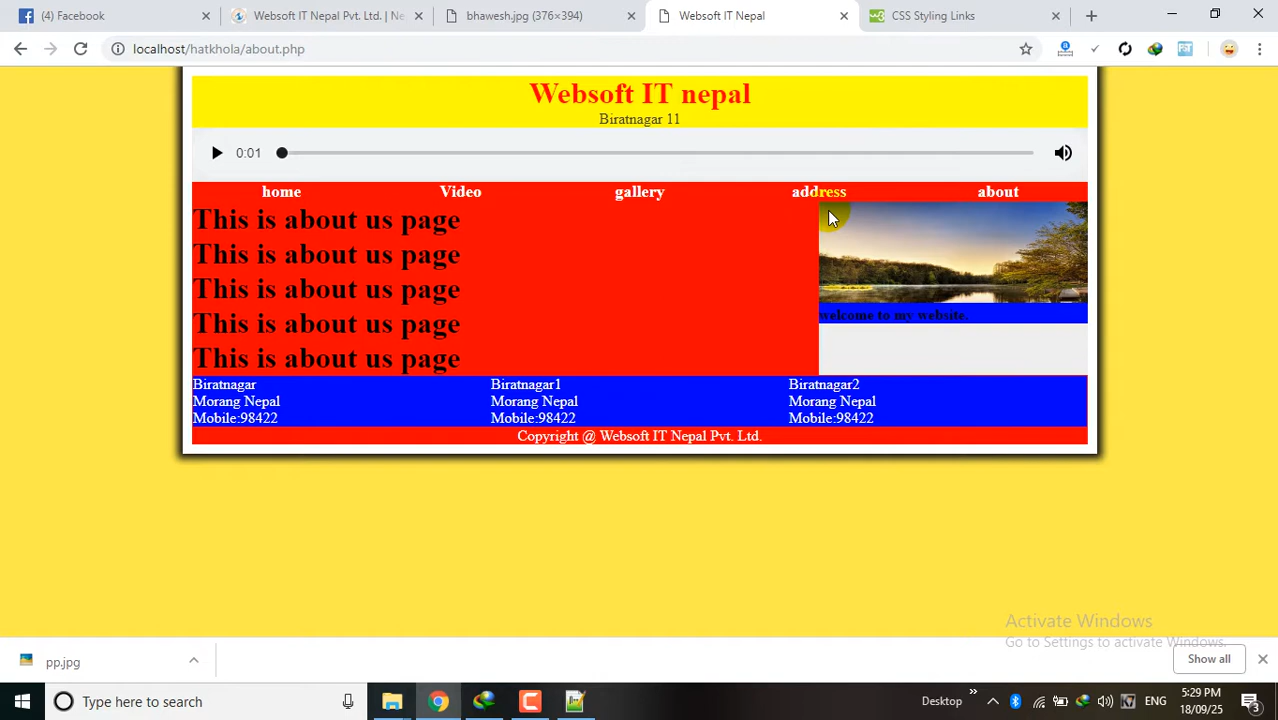 (4) Facebook
Websoft IT Nepal Pvt. Ltd. | Ne
bhawesh.jpg (376×394)
Websoft IT Nepal
CSS Styling Links
localhost/hatkhola/about.php
Websoft IT nepal
Biratnagar 11
0:01
home Video gallery address about
This is about us page
This is about us page
This is about us page
This is about us page
This is about us page
welcome to my website.
Biratnagar Biratnagar1 Biratnagar2
Morang Nepal Morang Nepal Morang Nepal
Mobile:98422 Mobile:98422 Mobile:98422
Copyright @ Websoft IT Nepal Pvt. Ltd.
Activate Windows
Go to Settings to activate Windows.
pp.jpg
Show all
Type here to search
Desktop
ENG
5:29 PM
18/09/25
3